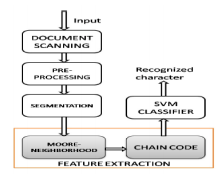 Input
DOCUMENT
SCANNING
PRE-
PROCESSING
SEGMENTATION
MOORE-
NEIGHBORHOOD
Recognized
character
SVM
CLASSIFIER
CHAIN CODE
FEATURE EXTRACTION